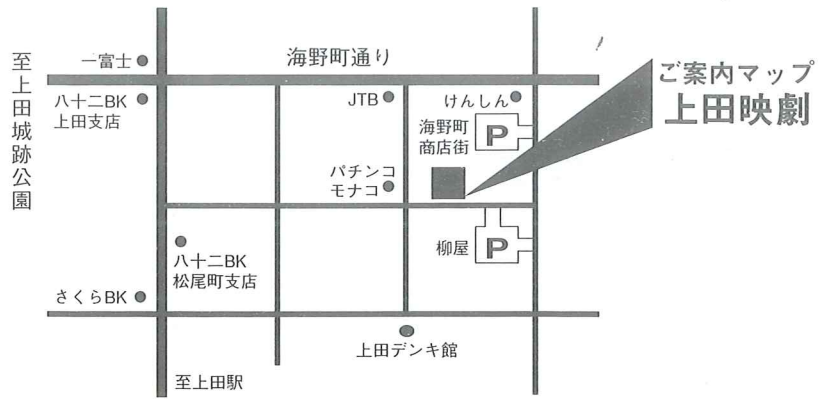 至上田城跡公園
一富士
海野町通り
ご案内マップ
上田映劇
八十二BK
上田支店
JTB
けんしん
海野町
商店街
P
パチンコ
モナコ
柳屋
P
八十二BK
松尾町支店
さくらBK
上田デンキ館
至上田駅